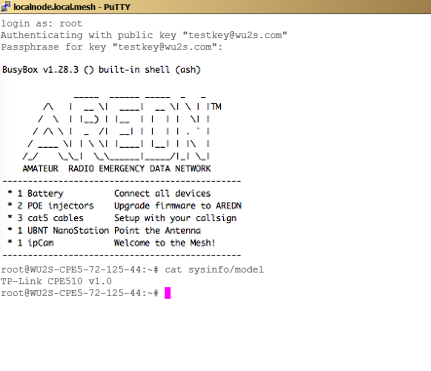 localnode.local.mesh - PuTTY
login as: root
Authenticating with public key "testkey@wu2s.com"
Passphrase for key "testkey@wu2s.com":
BusyBox v1.28.3 () built-in shell (ash)
AREDN TM
AMATEUR RADIO EMERGENCY DATA NETWORK
* 1 Battery Connect all devices
* 2 POE injectors Upgrade firmware to AREDN
* 3 cat5 cables Setup with your callsign
* 1 UBNT NanoStation Point the Antenna
* 1 ipCam Welcome to the Mesh!
root@WU2S-CPE5-72-125-44:~# cat sysinfo/model
TP-Link CPE510 v1.0
root@WU2S-CPE5-72-125-44:~#